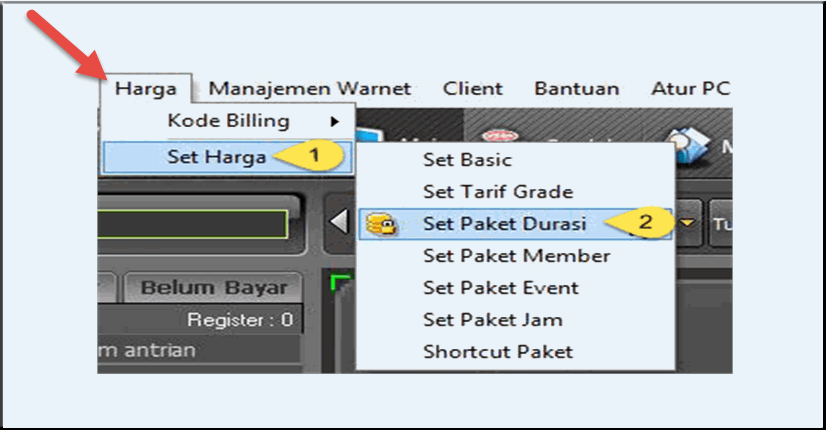 Harga Manajemen Warnet Client Bantuan Atur PC
Kode Billing
Set Harga 1
Set Basic
Set Tarif Grade
Set Paket Durasi 2
Set Paket Member
Set Paket Event
Set Paket Jam
Shortcut Paket
Belum Bayar
Register : 0
antrian